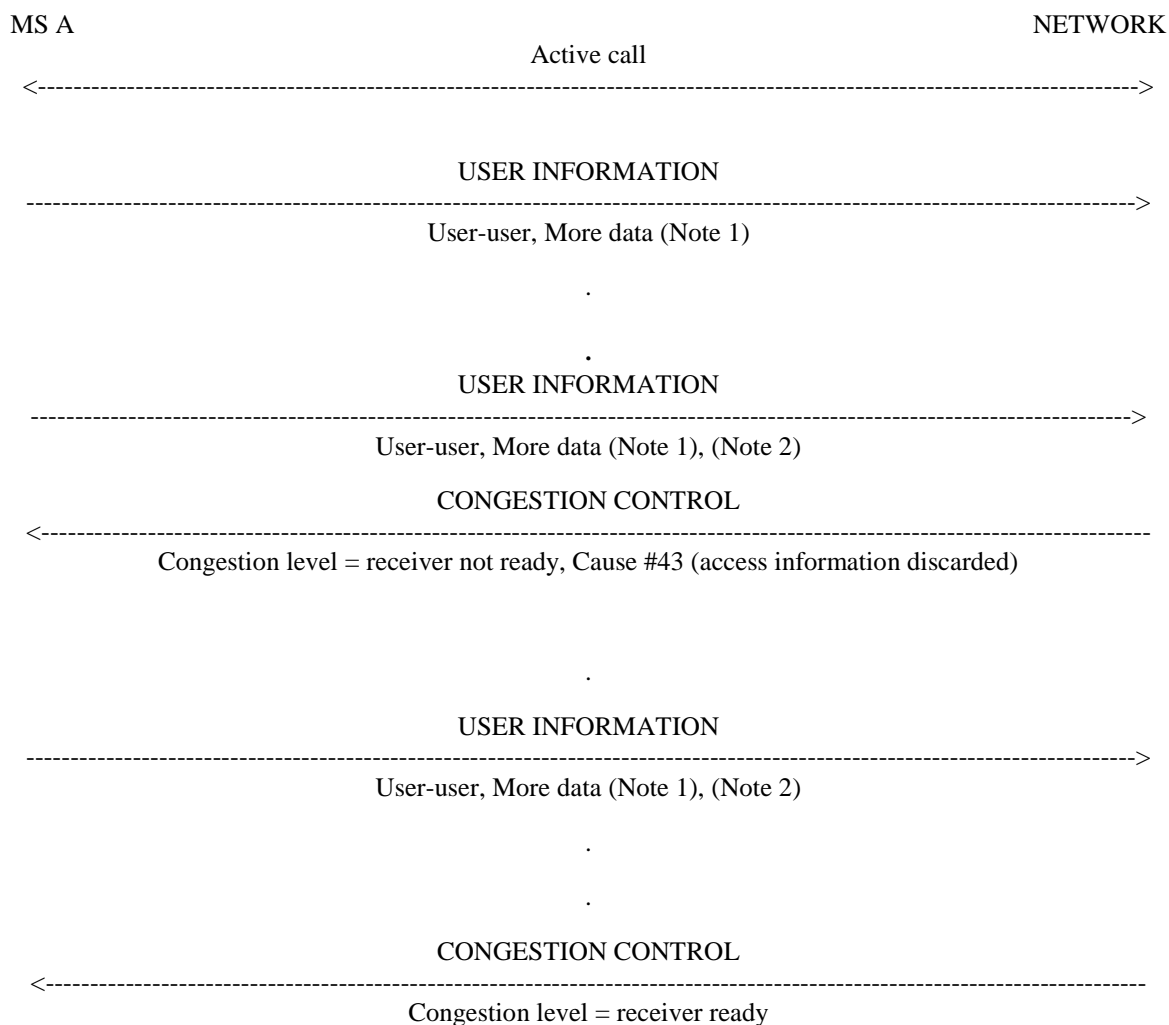 MS A NETWORK
Active call
<----------------------------------------------------------------------------------------------------------------------------->
USER INFORMATION
------------------------------------------------------------------------------------------------------------------------------>
User-user, More data (Note 1)
.
.
USER INFORMATION
----------------------------------------------------------------------------------------------------------------------------->
User-user, More data (Note 1), (Note 2)
CONGESTION CONTROL
<------------------------------------------------------------------------------------------------------------------------------
Congestion level = receiver not ready, Cause #43 (access information discarded)
.
USER INFORMATION
------------------------------------------------------------------------------------------------------------------------------>
User-user, More data (Note 1), (Note 2)
.
.
CONGESTION CONTROL
<-----------------------------------------------------------------------------------------------------------------------------
Congestion level = receiver ready